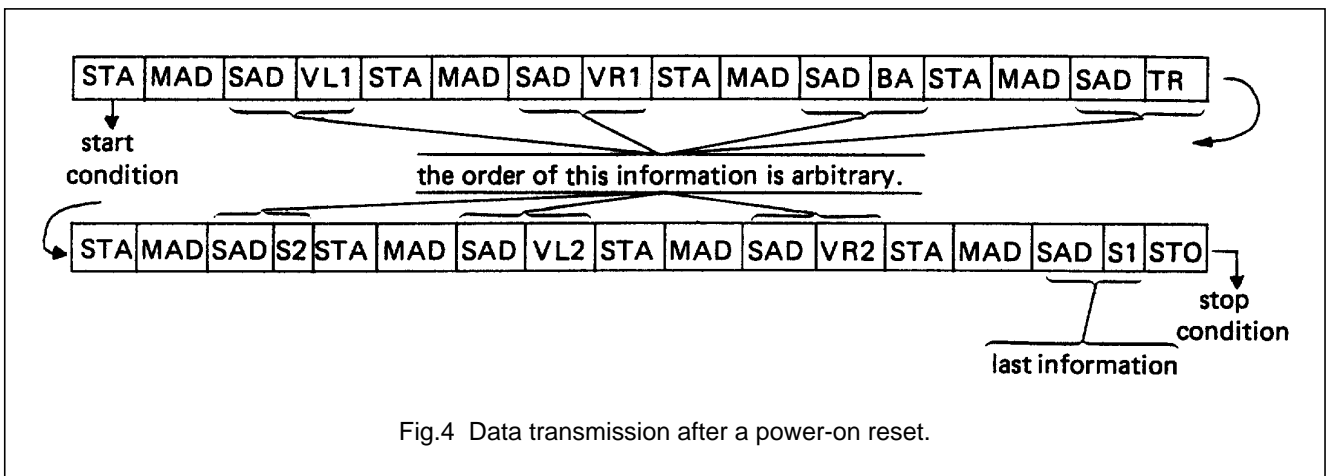 STA MAD SAD VL1 STA MAD SAD VR1 STA MAD SAD BA STA MAD SAD TR
start
condition
the order of this information is arbitrary.
STA MAD SAD S2 STA MAD SAD VL2 STA MAD SAD VR2 STA MAD SAD S1 STO
stop
condition
last information
Fig.4 Data transmission after a power-on reset.